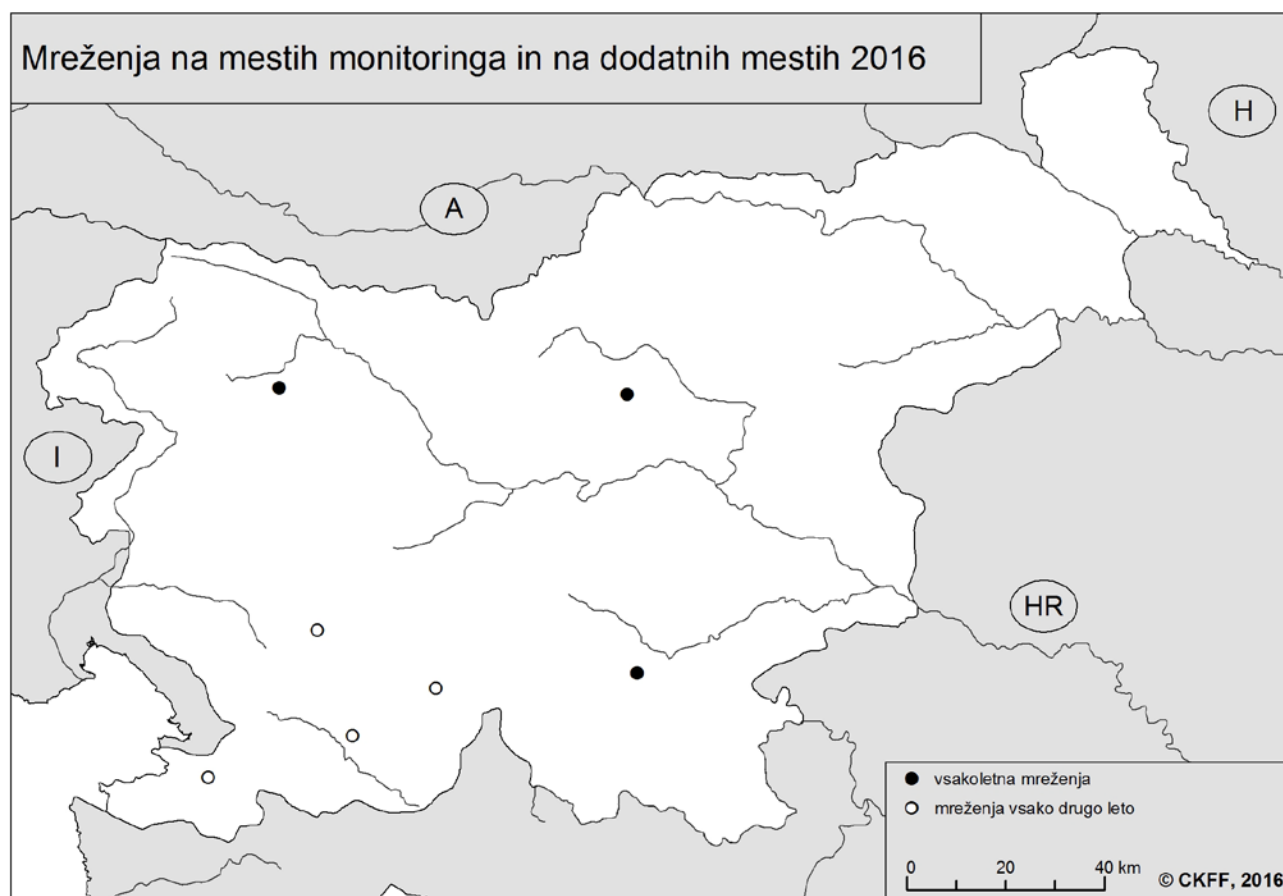 Mreženja na mestih monitoringa in na dodatnih mestih 2016
H
A
I
HR
vsakoletna mreženja
mreženja vsako drugo leto
0 20 40 km
© CKFF, 2016